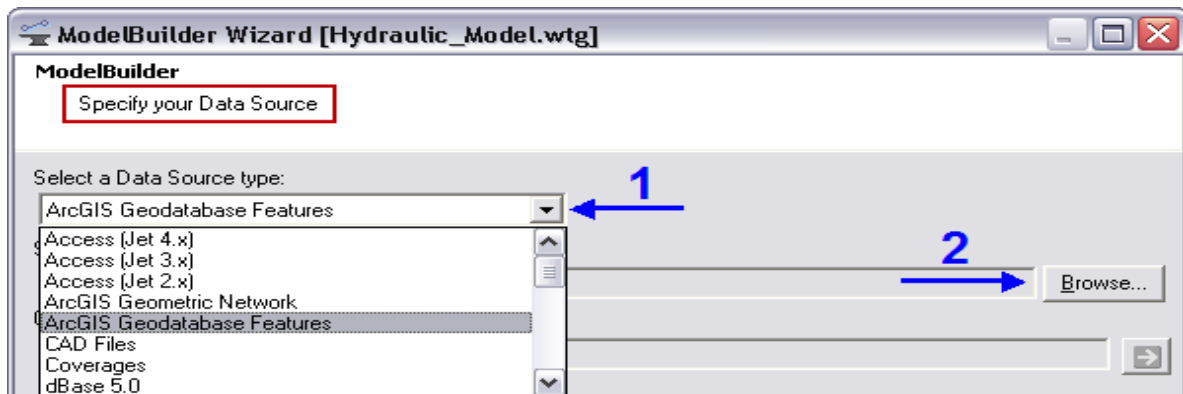 ModelBuilder Wizard [Hydraulic_Model.wtg]
ModelBuilder
Specify your Data Source
Select a Data Source type:
1
ArcGIS Geodatabase Features
Access (Jet 4.x)
Access (Jet 3.x)
2
Access (Jet 2.x)
Browse...
ArcGIS Geometric Network
ArcGIS Geodatabase Features
CAD Files
Coverages
dBase 5.0